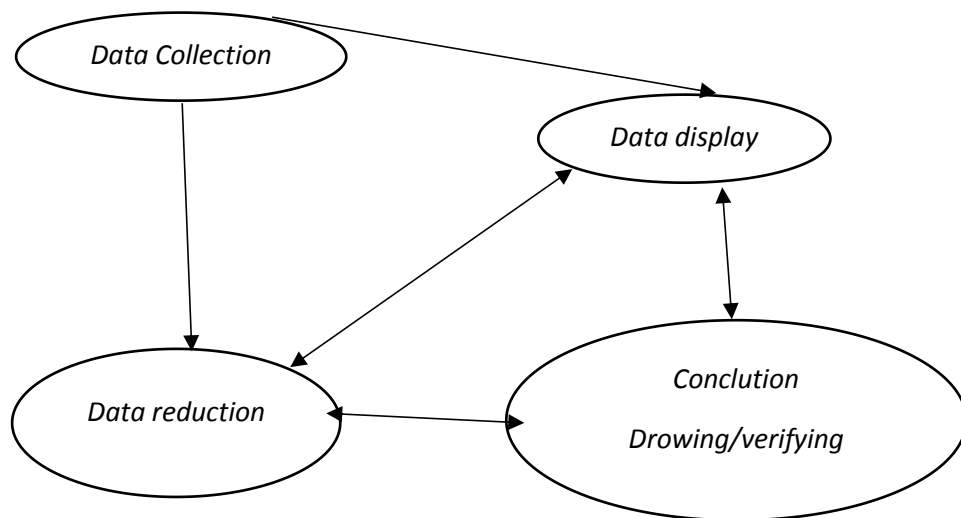 Data Collection
Data display
Data reduction
Conclution
Drowing/verifying